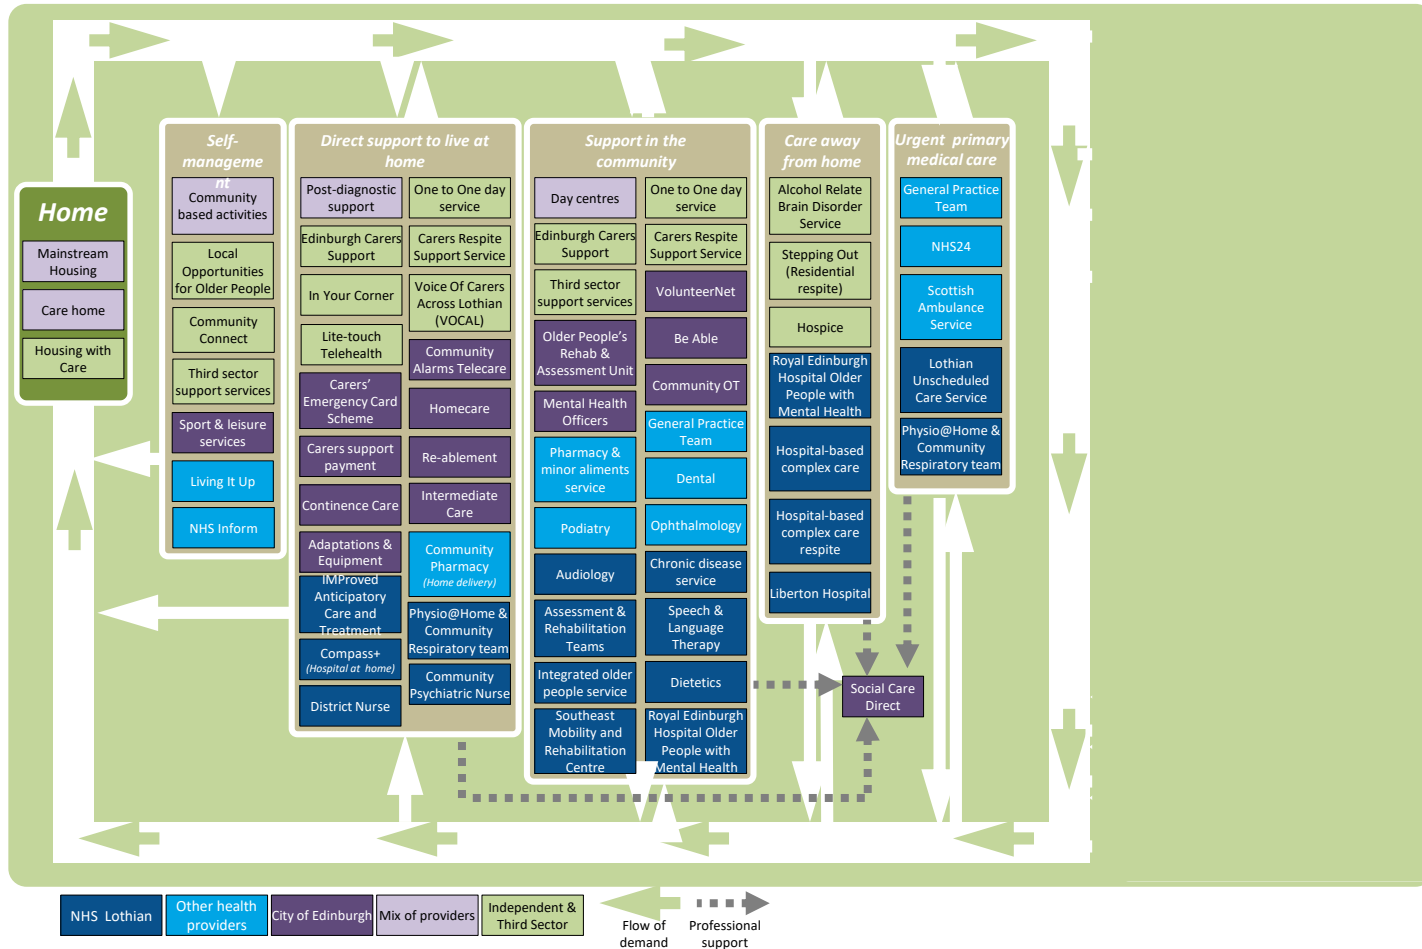 Home
Mainstream
Housing
Care home
Housing with
Care
Self-
manageme
nt
Community
based activities
Local
Opportunities
for Older People
Community
Connect
Third sector
support services
Sport & leisure
services
Living It Up
NHS Inform
Direct support to live at
home
Post-diagnostic
support
Edinburgh Carers
Support
In Your Corner
Lite-touch
Telehealth
Carers’
Emergency Card
Scheme
Carers support
payment
Continence Care
Adaptations &
Equipment
IMProved
Anticipatory
Care and
Treatment
Compass+
(Hospital at home)
District Nurse
One to One day
service
Carers Respite
Support Service
Voice Of Carers
Across Lothian
(VOCAL)
Community
Alarms Telecare
Homecare
Re-ablement
Intermediate
Care
Community
Pharmacy
(Home delivery)
Physio@Home &
Community
Respiratory team
Community
Psychiatric Nurse
Support in the
community
Day centres
Edinburgh Carers
Support
Third sector
support services
Older People’s
Rehab &
Assessment Unit
Mental Health
Officers
Pharmacy &
minor aliments
service
Podiatry
Audiology
Assessment &
Rehabilitation
Teams
Integrated older
people service
Southeast
Mobility and
Rehabilitation
Centre
One to One day
service
Carers Respite
Support Service
VolunteerNet
Be Able
Community OT
General Practice
Team
Dental
Ophthalmology
Chronic disease
service
Speech &
Language
Therapy
Dietetics
Royal Edinburgh
Hospital Older
People with
Mental Health
Care away
from home
Alcohol Relate
Brain Disorder
Service
Stepping Out
(Residential
respite)
Hospice
Royal Edinburgh
Hospital Older
People with
Mental Health
Hospital-based
complex care
Hospital-based
complex care
respite
Liberton Hospital
Urgent primary
medical care
General Practice
Team
NHS24
Scottish
Ambulance
Service
Lothian
Unscheduled
Care Service
Physio@Home &
Community
Respiratory team
Social Care
Direct
NHS Lothian
Other health
providers
City of Edinburgh
Mix of providers
Independent &
Third Sector
Flow of
demand
Professional
support